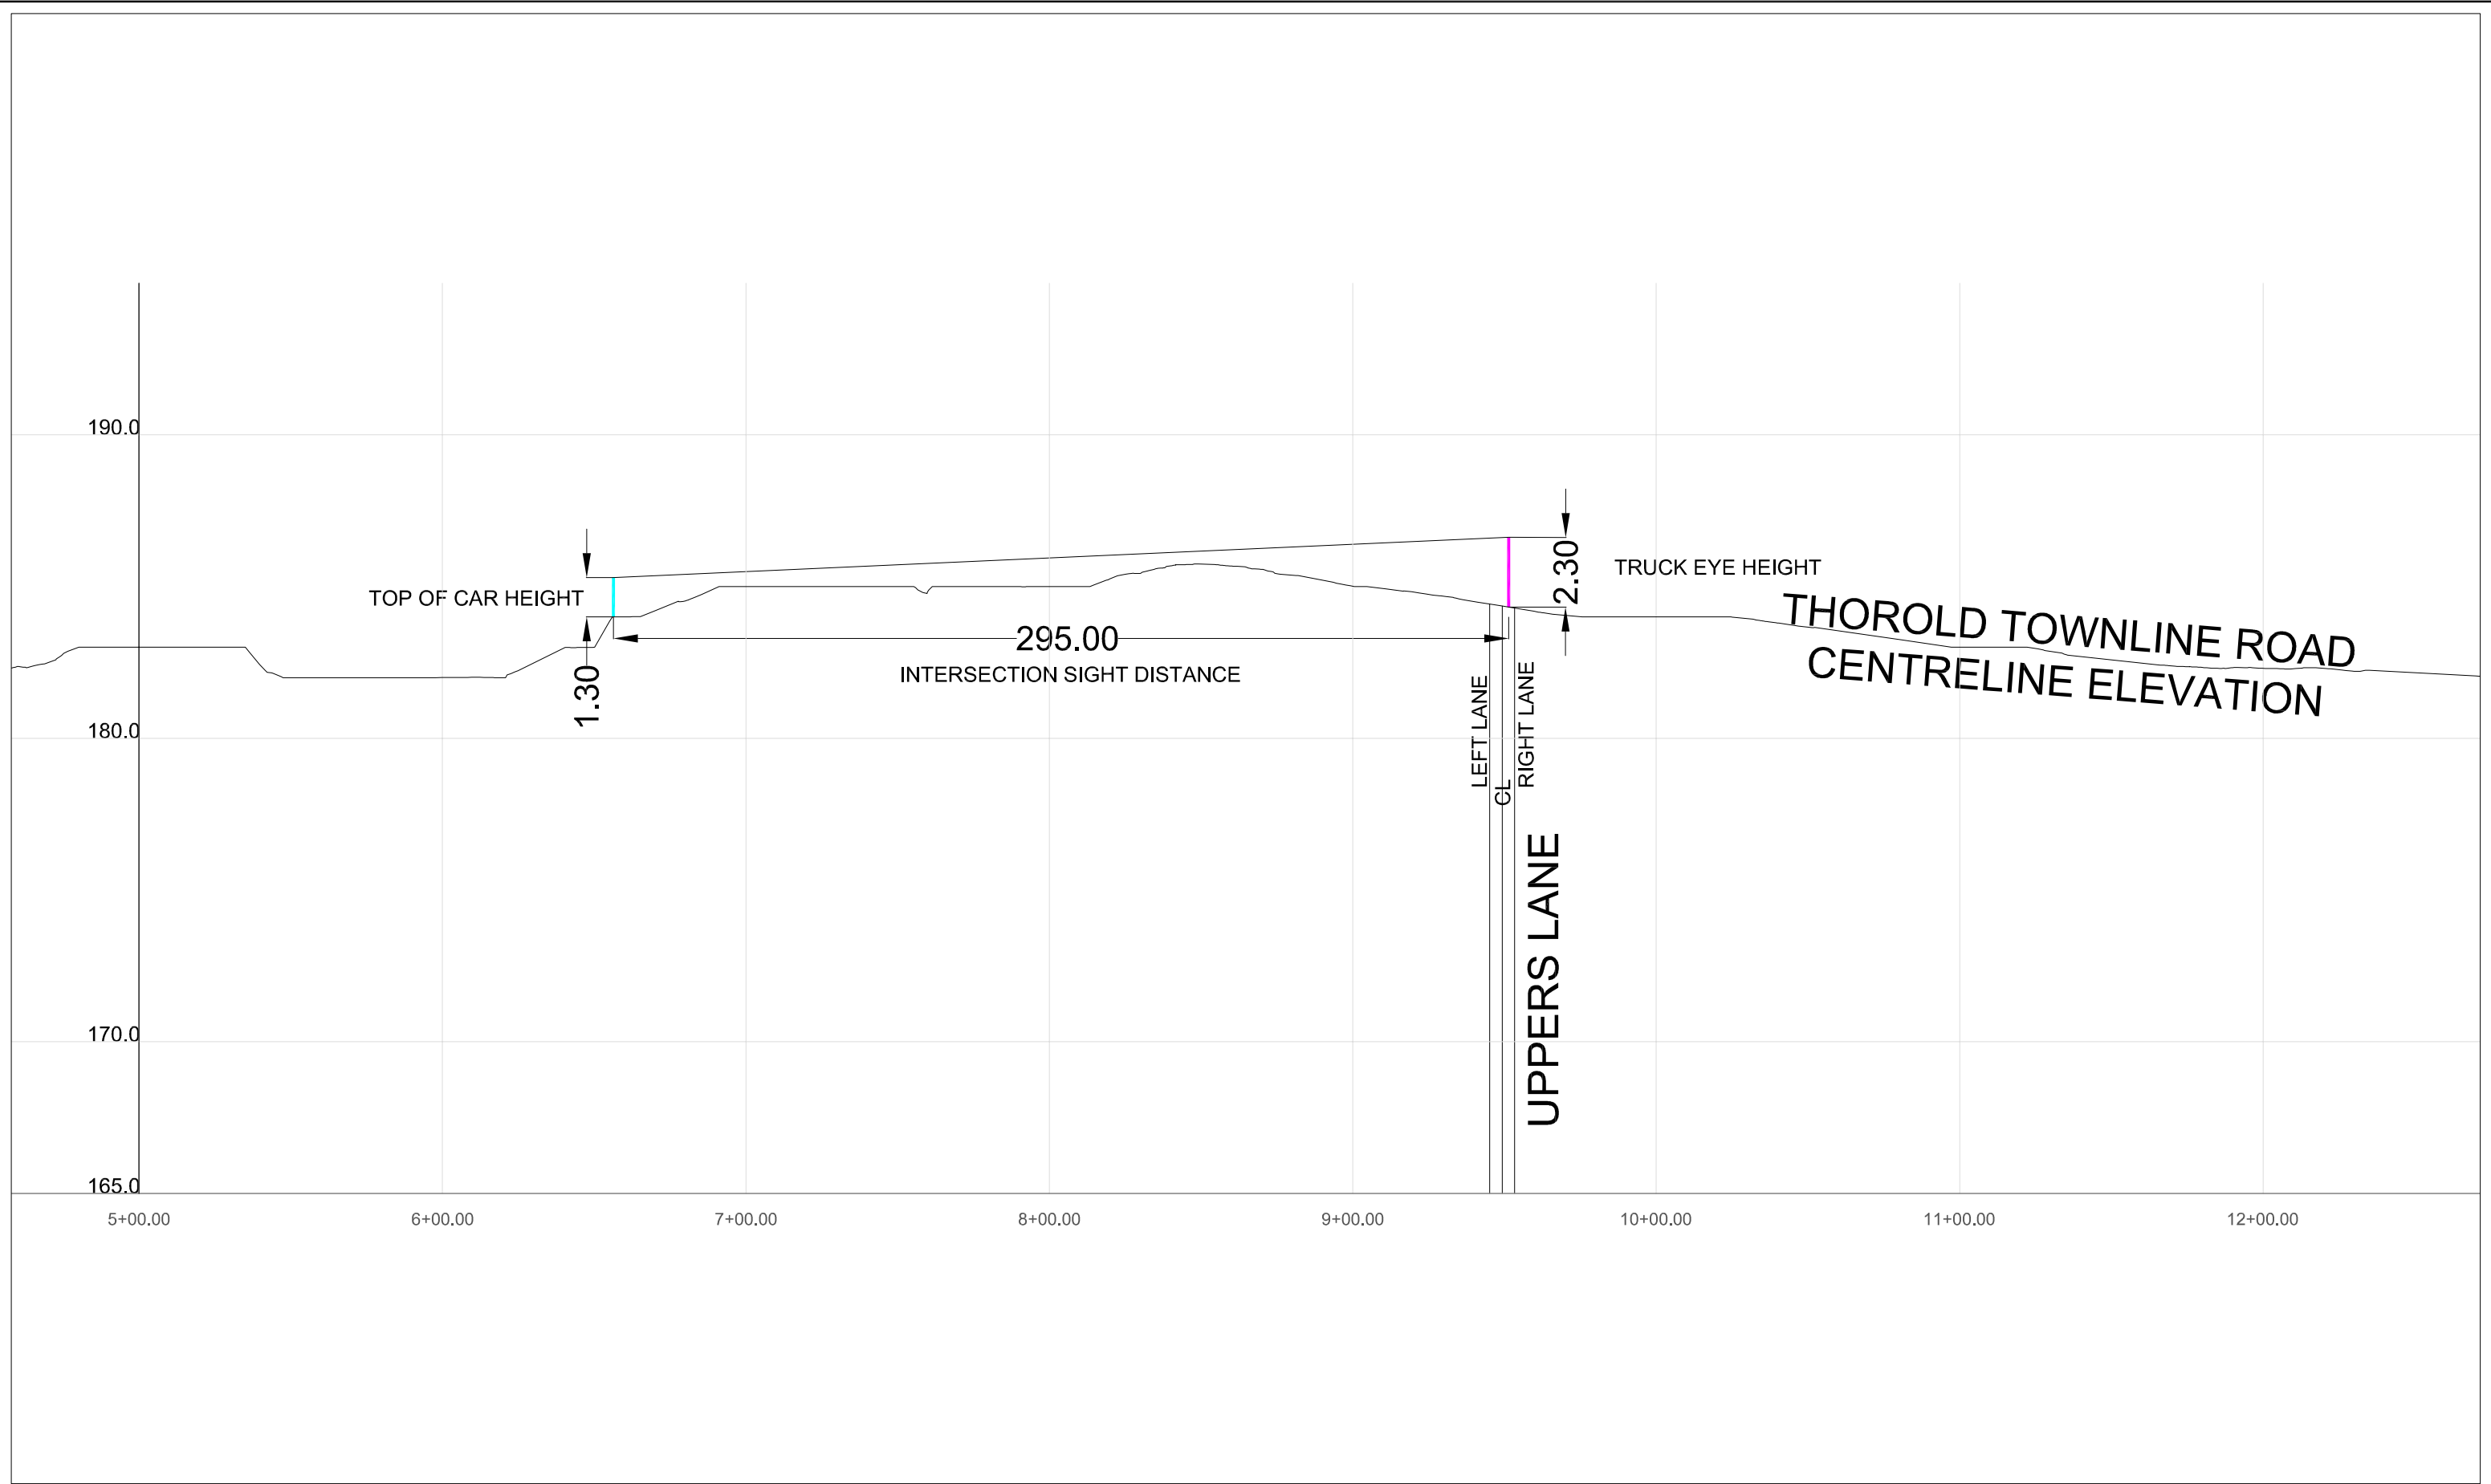 190.0
180.0
170.0
165.0
TOP OF CAR HEIGHT
1.30
295.00
INTERSECTION SIGHT DISTANCE
2.30
TRUCK EYE HEIGHT
THOROLD TOWNLINE ROAD
CENTRELINE ELEVATION
LEFT LANE
CL
RIGHT LANE
UPPERS LANE
5+00.00
6+00.00
7+00.00
8+00.00
9+00.00
10+00.00
11+00.00
12+00.00